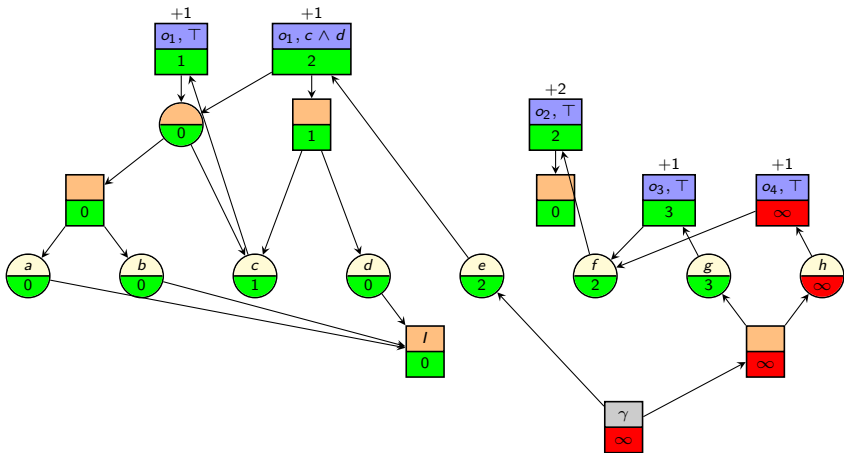 +1 +1
o₁, ⊤ o₁, c ∧ d
1 2
+2
o₂, ⊤
0 1 2
+1 +1
o₃, ⊤ o₄, ⊤
0 0 3 ∞
a b c d e f g h
0 0 1 0 2 2 3 ∞
I
0 ∞
γ
∞